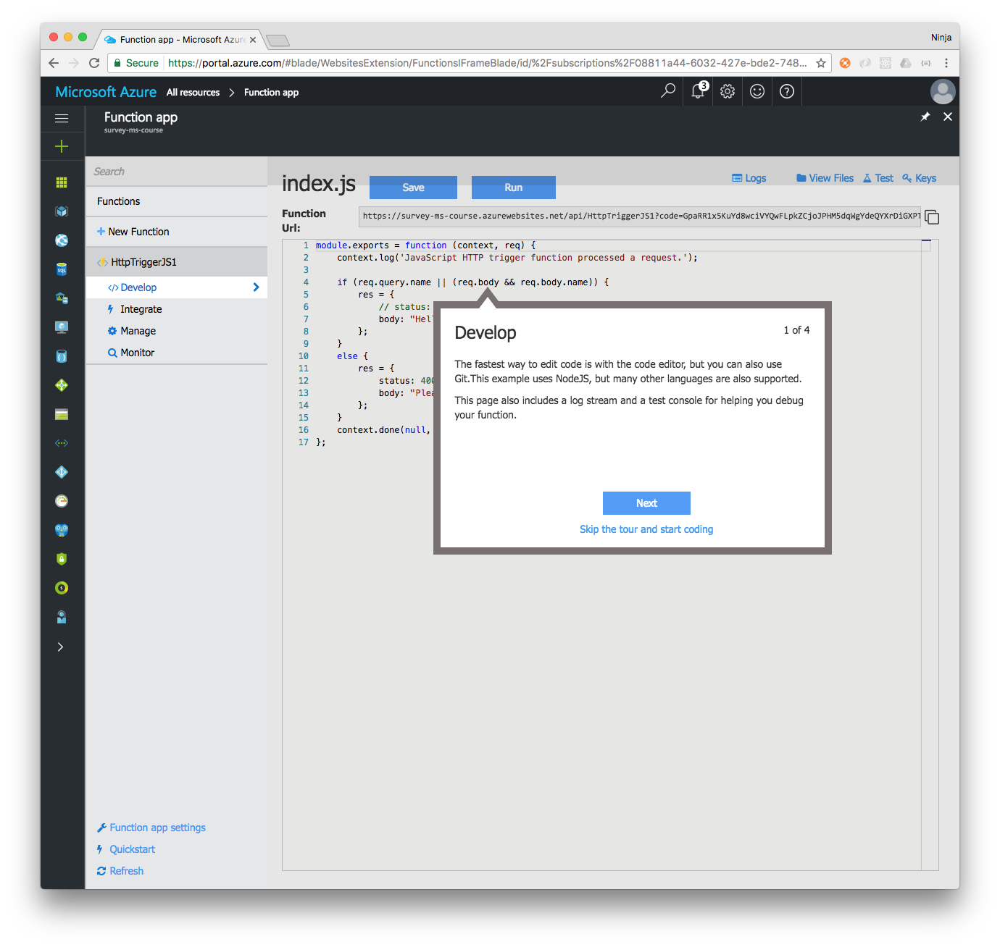 Function app - Microsoft Azure
Ninja
Secure https://portal.azure.com/#blade/WebsitesExtension/FunctionsIFrameBlade/id/%2Fsubscriptions%2F08811a44-6032-427e-bde2-748...
Microsoft Azure All resources > Function app
3
Function app
survey-ms-course
Search
index.js
Save
Run
Logs
View Files
Test
Keys
Functions
Function
Url:
https://survey-ms-course.azurewebsites.net/api/HttpTriggerJS1?code=GpaRR1x5KuYd8wciVYQwFLpkZCjoJPHM5dqWgYdeQYXrDiGXPT
+ New Function
HttpTriggerJS1
</> Develop
Integrate
Manage
Monitor
1 module.exports = function (context, req) {
2 context.log('JavaScript HTTP trigger function processed a request.');
3
4 if (req.query.name || (req.body && req.body.name)) {
5 res = {
6 // status:
7 body: "Hell
8 };
9 }
10 else {
11 res = {
12 status: 400
13 body: "Plea
14 };
15 }
16 context.done(null,
17 };
Develop
1 of 4
The fastest way to edit code is with the code editor, but you can also use
Git.This example uses NodeJS, but many other languages are also supported.
This page also includes a log stream and a test console for helping you debug
your function.
Next
Skip the tour and start coding
Function app settings
Quickstart
Refresh